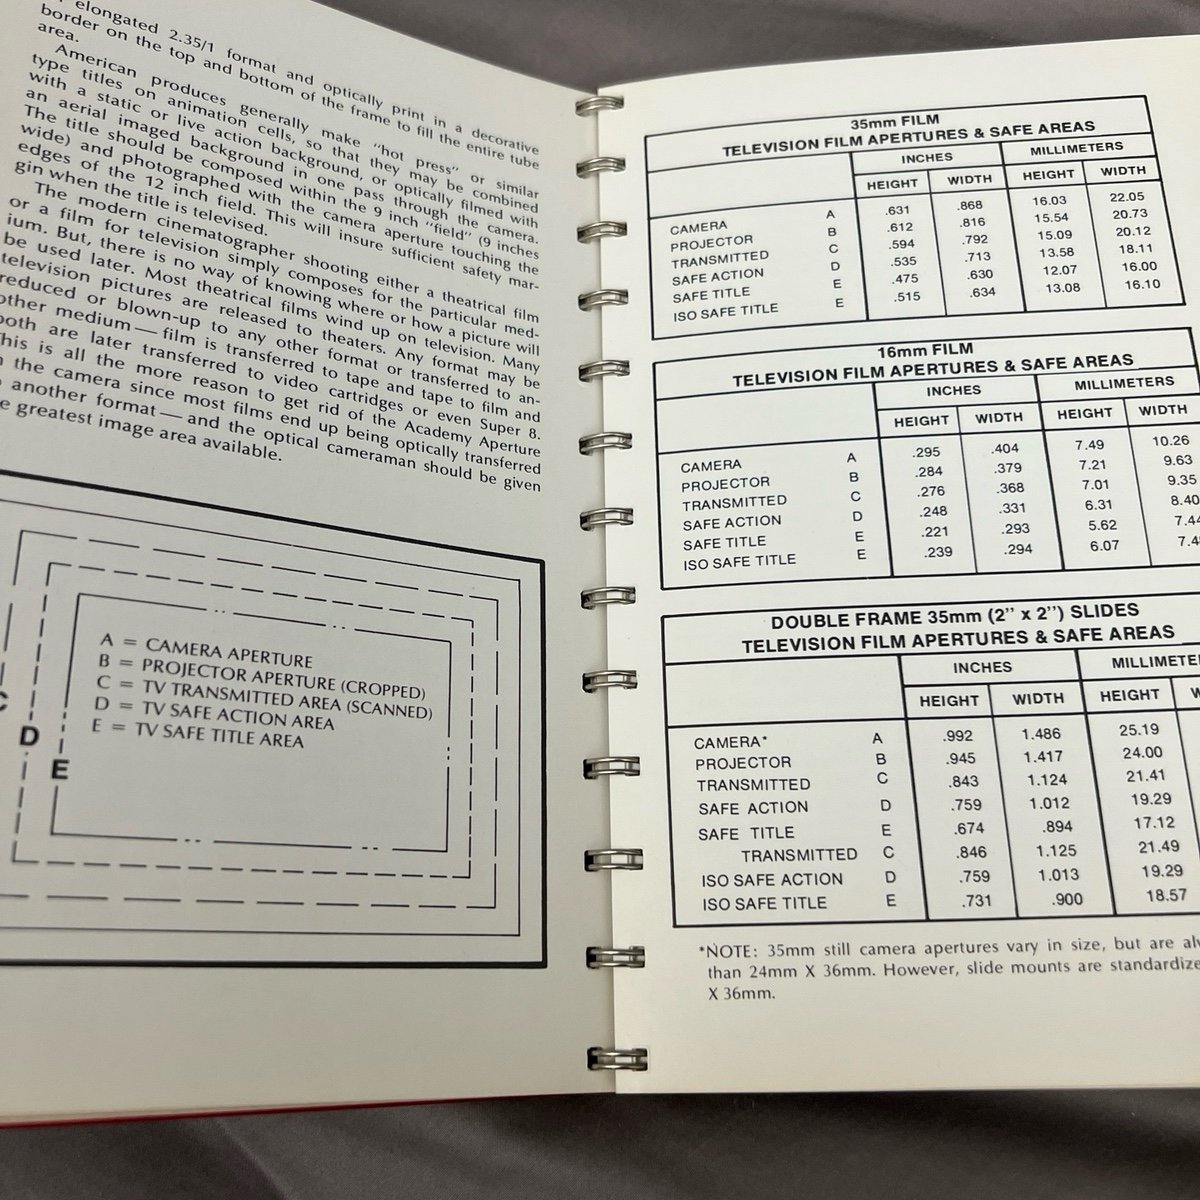 elongated 2.35/1 format and optically print in a decorative
border on the top and bottom of the frame to fill the entire tube
area.
American produces generally make "hot press" or similar
type titles on animation cells, so that they may be combined
with a static or live action background, or optically filmed with
an aerial imaged background in one pass through the camera.
The title should be composed within the 9 inch "field" (9 inches
wide) and photographed with the camera aperture touching the
edges of the 12 inch field. This will insure sufficient safety mar-
gin when the title is televised.
The modern cinematographer shooting either a theatrical film
or a film for television simply composes for the particular med-
ium. But, there is no way of knowing where or how a picture will
be used later. Most theatrical films wind up on television. Many
television pictures are released to theaters. Any format may be
reduced or blown-up to any other format or transferred to an-
other medium — film is transferred to tape and tape to film and
both are later transferred to video cartridges or even Super 8.
This is all the more reason to get rid of the Academy Aperture
the camera since most films end up being optically transferred
another format — and the optical cameraman should be given
greatest image area available.
A = CAMERA APERTURE
B = PROJECTOR APERTURE (CROPPED)
C = TV TRANSMITTED AREA (SCANNED)
D = TV SAFE ACTION AREA
E = TV SAFE TITLE AREA
C
D
E
35mm FILM
TELEVISION FILM APERTURES & SAFE AREAS
INCHES MILLIMETERS
HEIGHT WIDTH HEIGHT WIDTH
CAMERA A .631 .868 16.03 22.05
PROJECTOR B .612 .816 15.54 20.73
TRANSMITTED C .594 .792 15.09 20.12
SAFE ACTION D .535 .713 13.58 18.11
SAFE TITLE E .475 .630 12.07 16.00
ISO SAFE TITLE E .515 .634 13.08 16.10
16mm FILM
TELEVISION FILM APERTURES & SAFE AREAS
INCHES MILLIMETERS
HEIGHT WIDTH HEIGHT WIDTH
CAMERA A .295 .404 7.49 10.26
PROJECTOR B .284 .379 7.21 9.63
TRANSMITTED C .276 .368 7.01 9.35
SAFE ACTION D .248 .331 6.31 8.40
SAFE TITLE E .221 .293 5.62 7.44
ISO SAFE TITLE E .239 .294 6.07
DOUBLE FRAME 35mm (2" x 2") SLIDES
TELEVISION FILM APERTURES & SAFE AREAS
INCHES
HEIGHT WIDTH HEIGHT
CAMERA* A .992 1.486 25.19
PROJECTOR B .945 1.417 24.00
TRANSMITTED C .843 1.124 21.41
SAFE ACTION D .759 1.012 19.29
SAFE TITLE E .674 .894 17.12
TRANSMITTED C .846 1.125 21.49
ISO SAFE ACTION D .759 1.013 19.29
ISO SAFE TITLE E .731 .900 18.57
*NOTE: 35mm still camera apertures vary in size, but are
than 24mm X 36mm. However, slide mounts are
X 36mm.